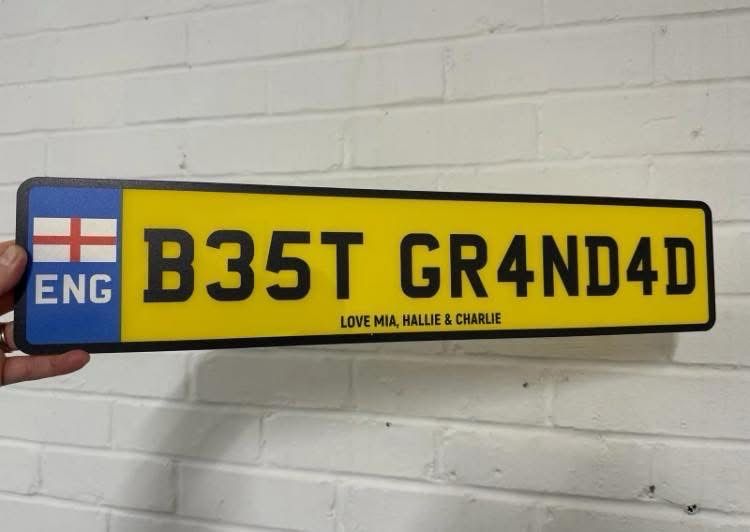 ENG
B35T GR4ND4D
LOVE MIA, HALLIE & CHARLIE